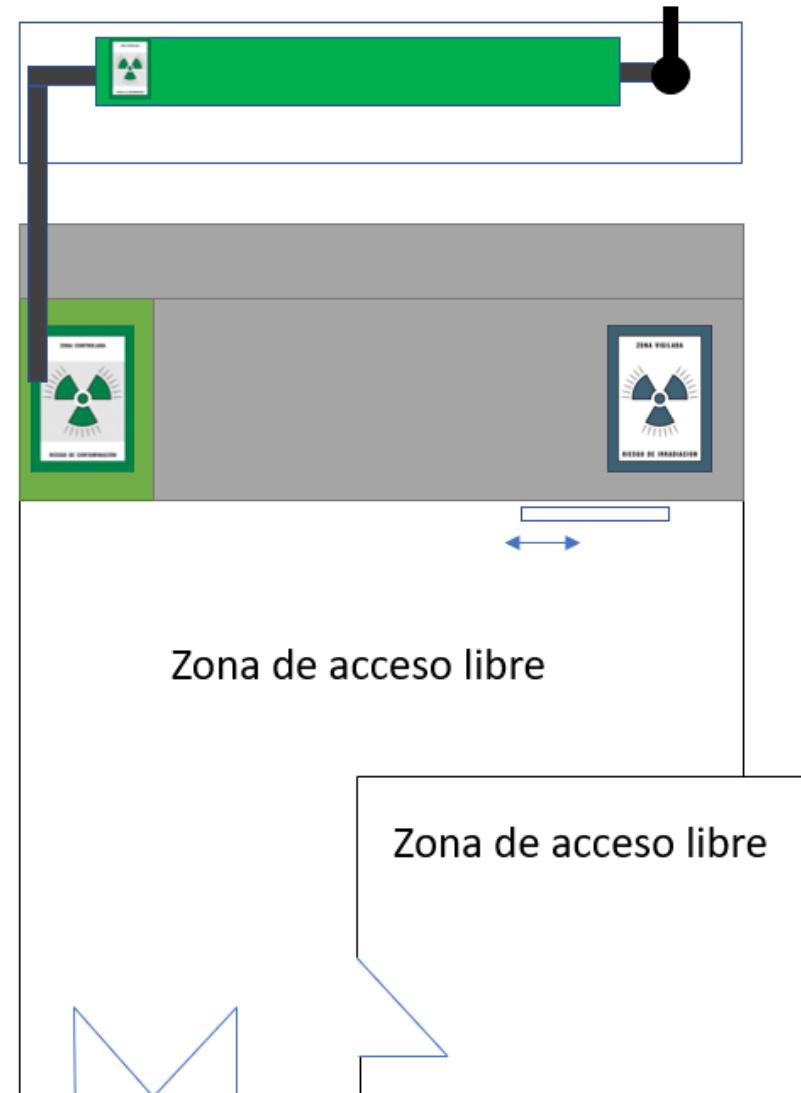 ZONA CONTROLADA
ZONA VIGILADA
RIESGO DE CONTAMINACIÓN
RIESGO DE IRRADIACION
Zona de acceso libre
Zona de acceso libre